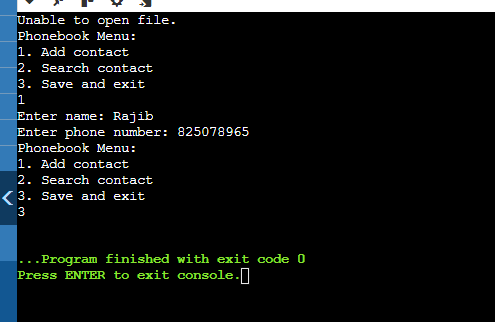 Unable to open file.
Phonebook Menu:
1. Add contact
2. Search contact
3. Save and exit
1
Enter name: Rajib
Enter phone number: 825078965
Phonebook Menu:
1. Add contact
2. Search contact
3. Save and exit
3
...Program finished with exit code 0
Press ENTER to exit console.